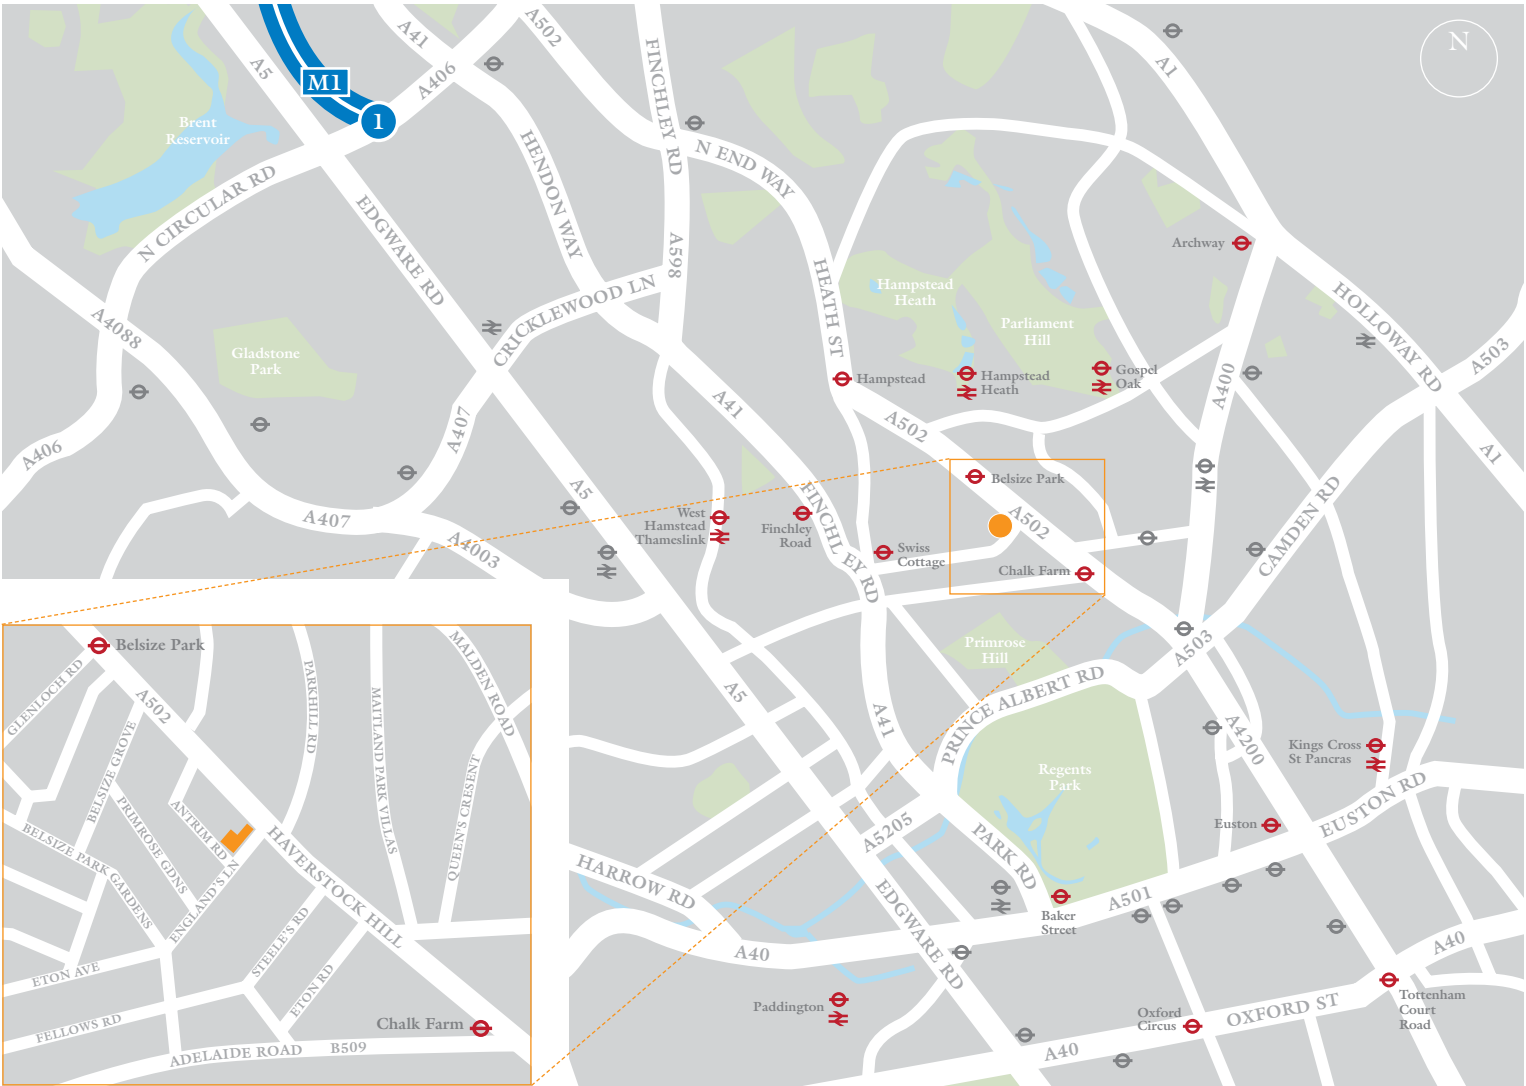 A41
A502
A5
M1
A406
1
N
A1
FINCHLEY RD
Brent
Reservoir
N CIRCULAR RD
EDGWARE RD
HENDON WAY
N END WAY
A598
HEATH ST
CRICKLEWOOD LN
Archway
Hampstead
Heath
Parliament
Hill
HOLLOWAY RD
A4088
Gladstone
Park
A503
Hampstead
Hampstead
Heath
Gospel
Oak
A400
A41
A407
A502
A406
A1
A5
Belsize Park
CAMDEN RD
A407
A4003
West
Hamstead
Thameslink
Finchley
Road
FINCHL EY RD
Swiss
Cottage
A502
Chalk Farm
Primrose
Hill
A503
A5
PRINCE ALBERT RD
A41
A4200
Kings Cross
St Pancras
Regents
Park
A5205
PARK RD
Euston
EUSTON RD
HARROW RD
EDGWARE RD
A501
Baker
Street
A40
A40
Paddington
Oxford
Circus
OXFORD ST
Tottenham
Court
Road
A40
Belsize Park
GLENLOCH RD
A502
PARKHILL RD
MAITLAND PARK VILLAS
MALDEN ROAD
BELSIZE GROVE
QUEEN'S CRESENT
PRIMROSE GDNS
ANTRIM RD
BELSIZE PARK GARDENS
ENGLAND'S LN
HAVERSTOCK HILL
STEELE'S RD
ETON AVE
ETON RD
FELLOWS RD
Chalk Farm
ADELAIDE ROAD
B509